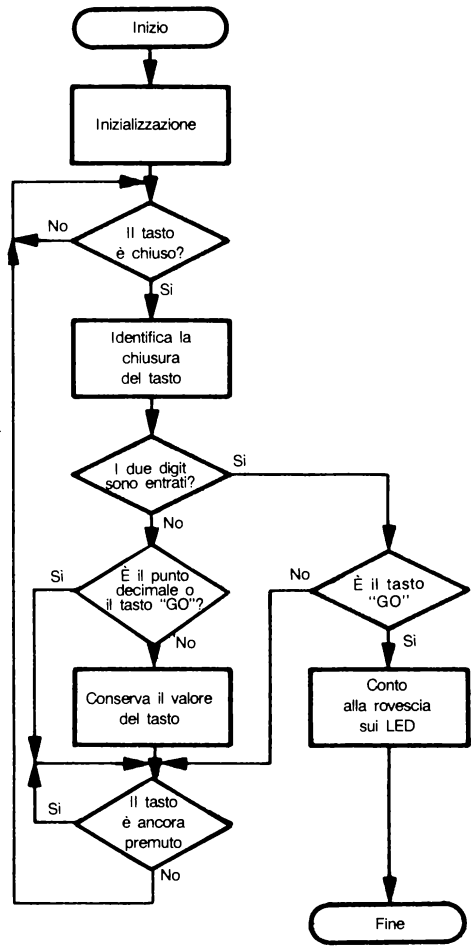 Inizio
Inizializzazione
Il tasto
è chiuso?
No
Si
Identifica la
chiusura
del tasto
I due digit
sono entrati?
Si
No
È il punto
decimale o
il tasto “GO”?
Si
No
È il tasto
“GO”
No
Si
Conserva il valore
del tasto
Conto
alla rovescia
sui LED
Il tasto
è ancora
premuto
Si
No
Fine